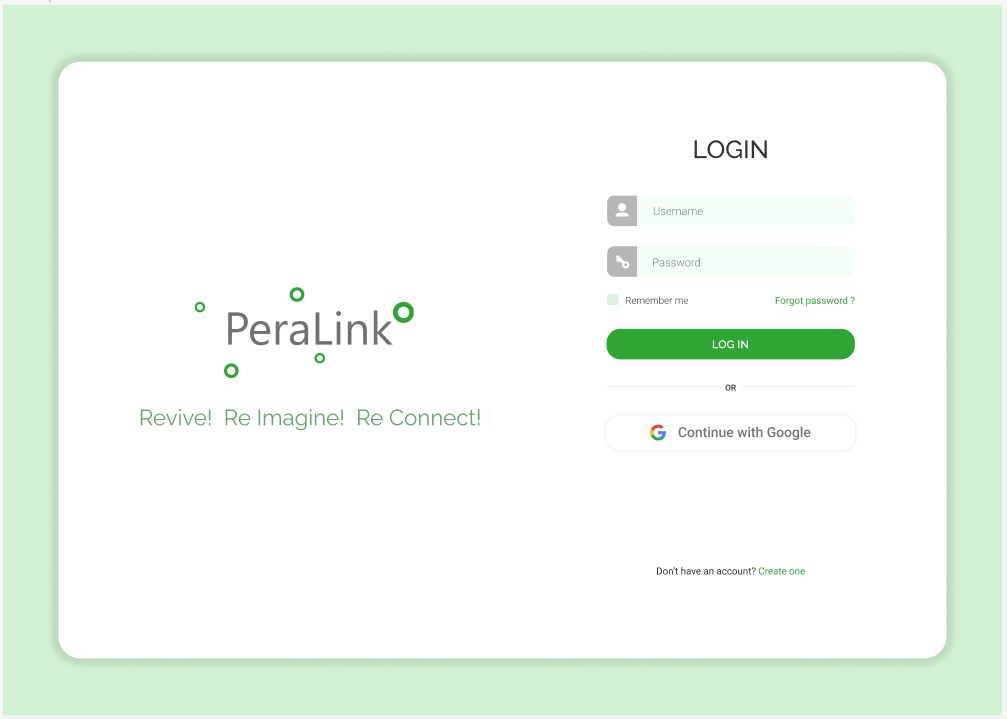 PeraLink
Revive! Re Imagine! Re Connect!
LOGIN
Username
Password
Remember me
Forgot password ?
LOG IN
OR
Continue with Google
Don't have an account? Create one